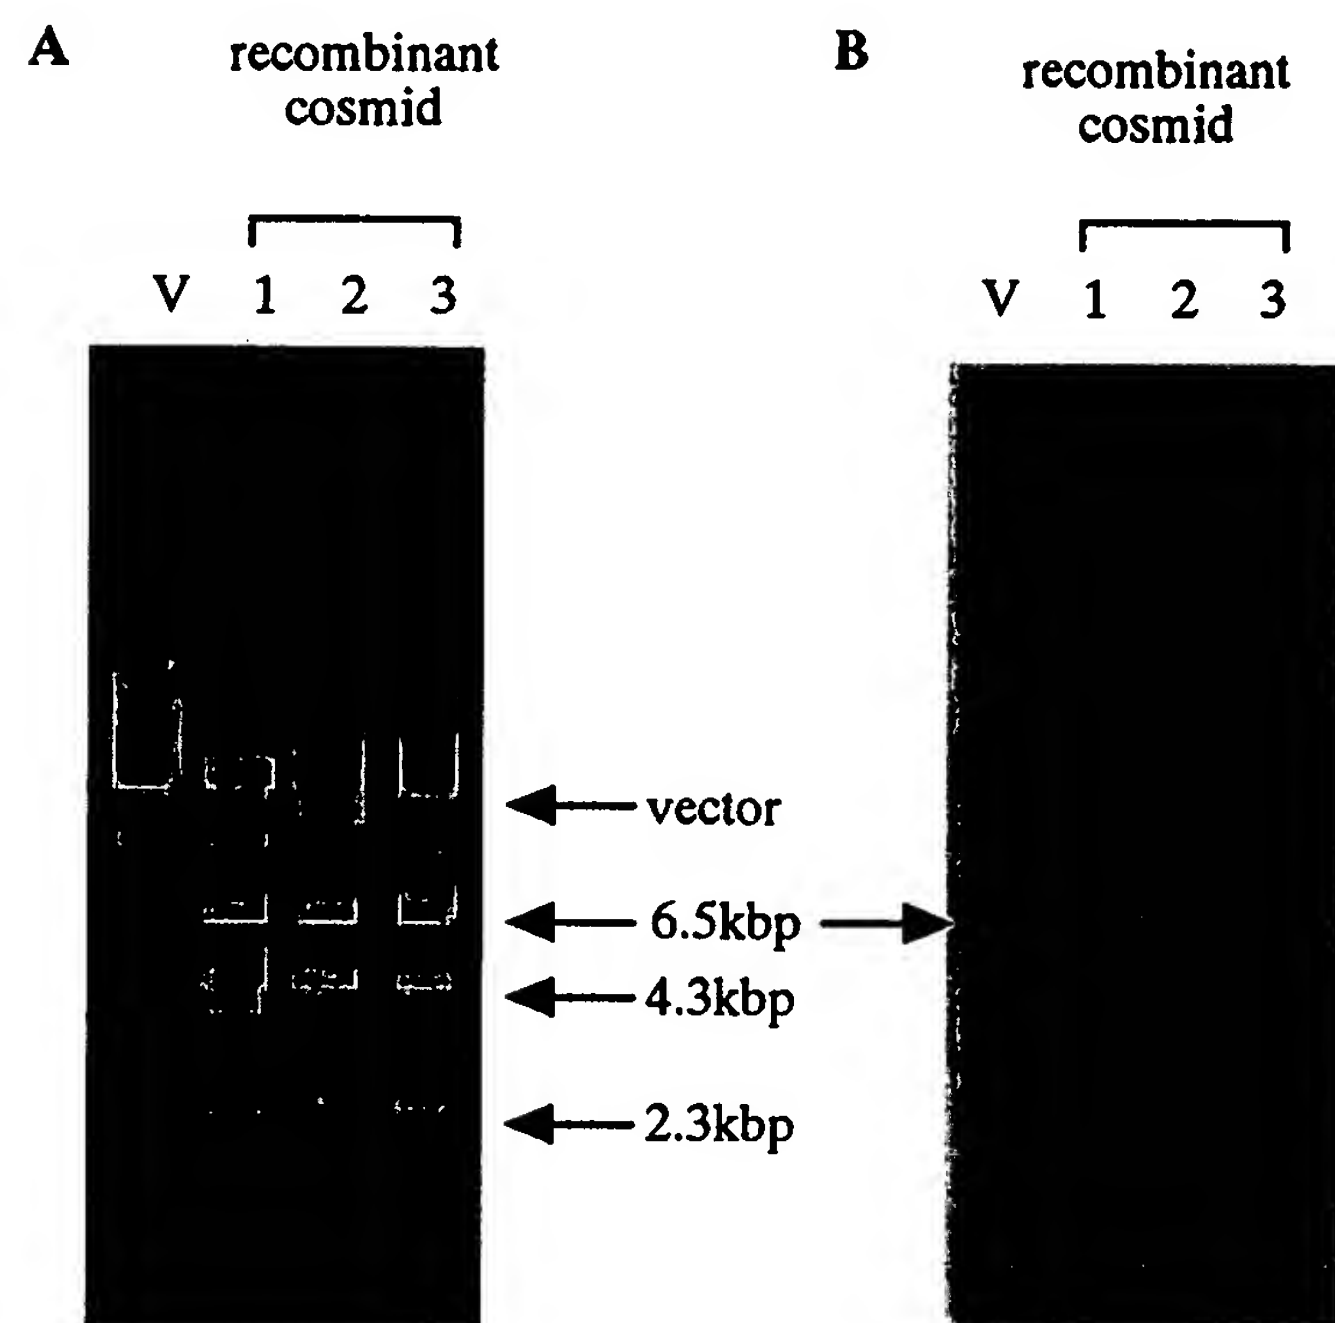 A
recombinant
cosmid
V 1 2 3
vector
6.5kbp
4.3kbp
2.3kbp
B
recombinant
cosmid
V 1 2 3